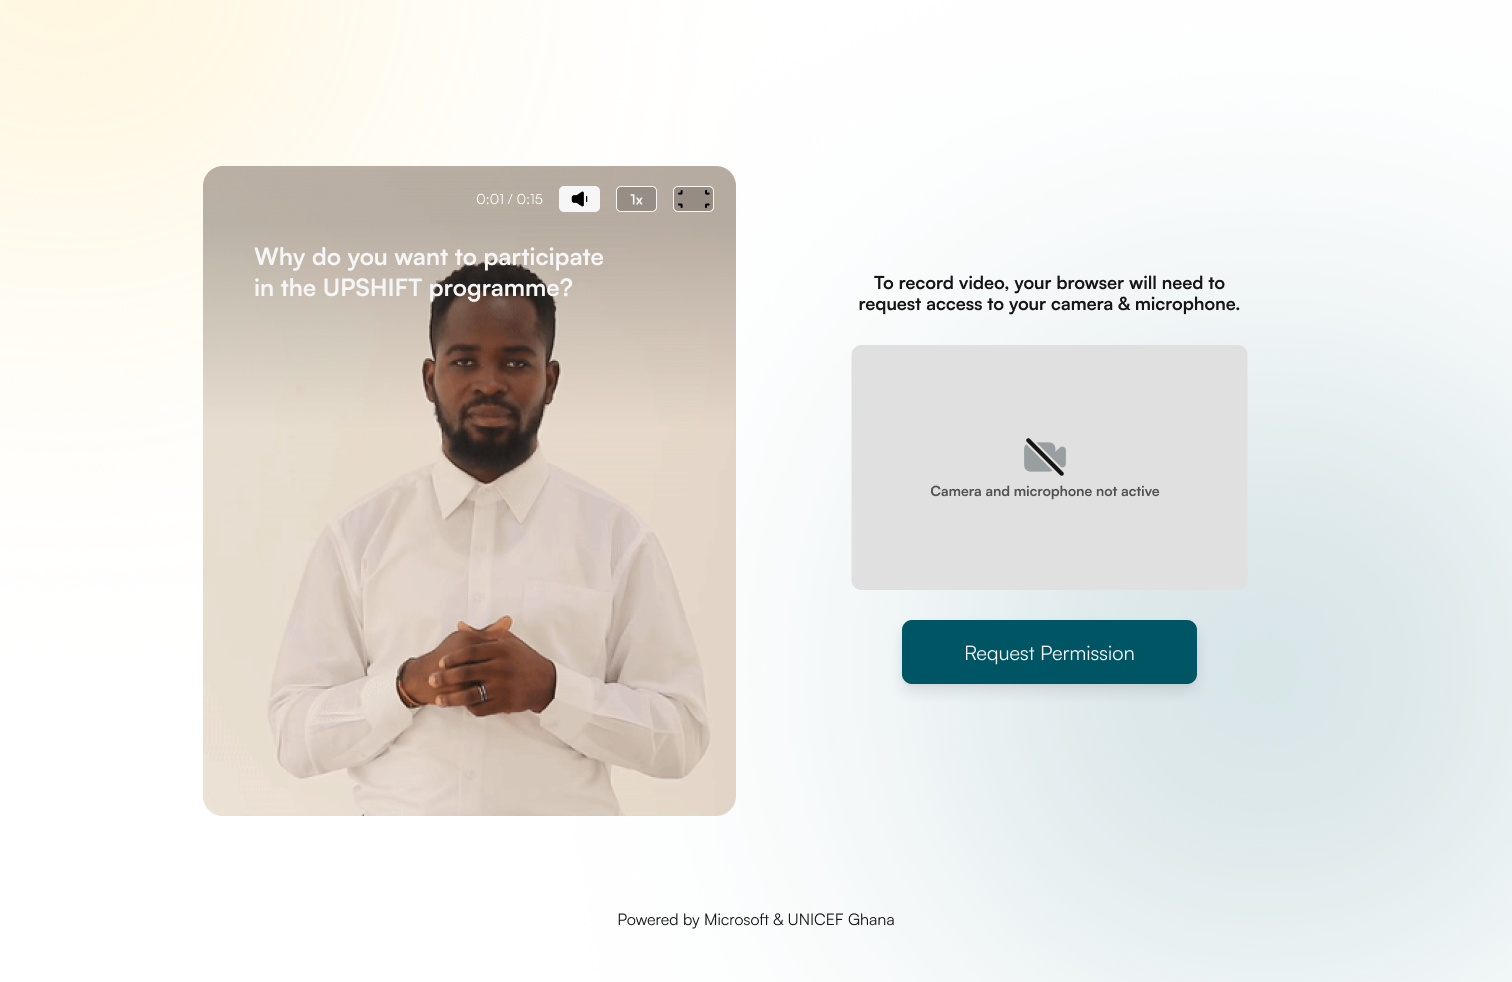 0:01 / 0:15
1x
Why do you want to participate
in the UPSHIFT programme?
To record video, your browser will need to
request access to your camera & microphone.
Camera and microphone not active
Request Permission
Powered by Microsoft & UNICEF Ghana